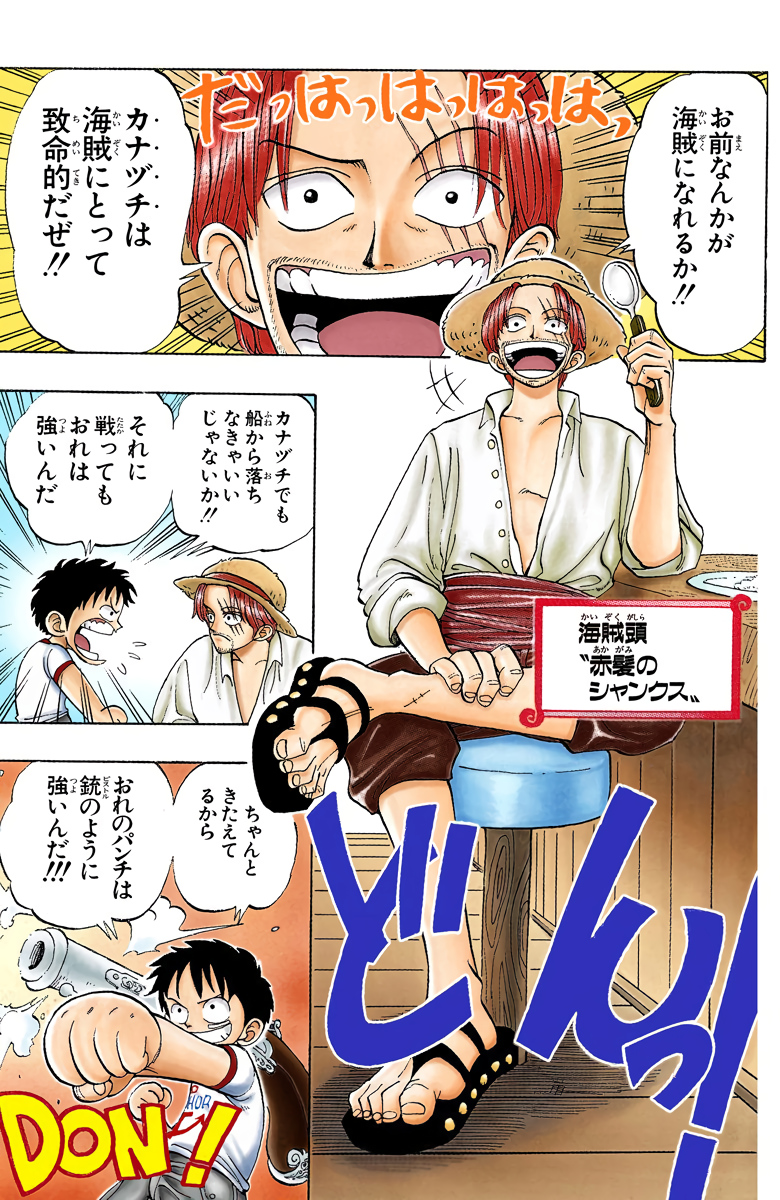 お前なんかが
海賊になれるか!!
だっはっはっはっはっ
カナヅチは
海賊にとって
致命的だぜ!!
海賊頭
〝赤髪の
シャンクス〟
どんっ!
カナヅチでも
船から落ち
なきゃいい
じゃないか!!
それに
戦っても
おれは
強いんだ
ちゃんと
きたえて
るから
おれのパンチは
銃のように
強いんだ!!!
DON!